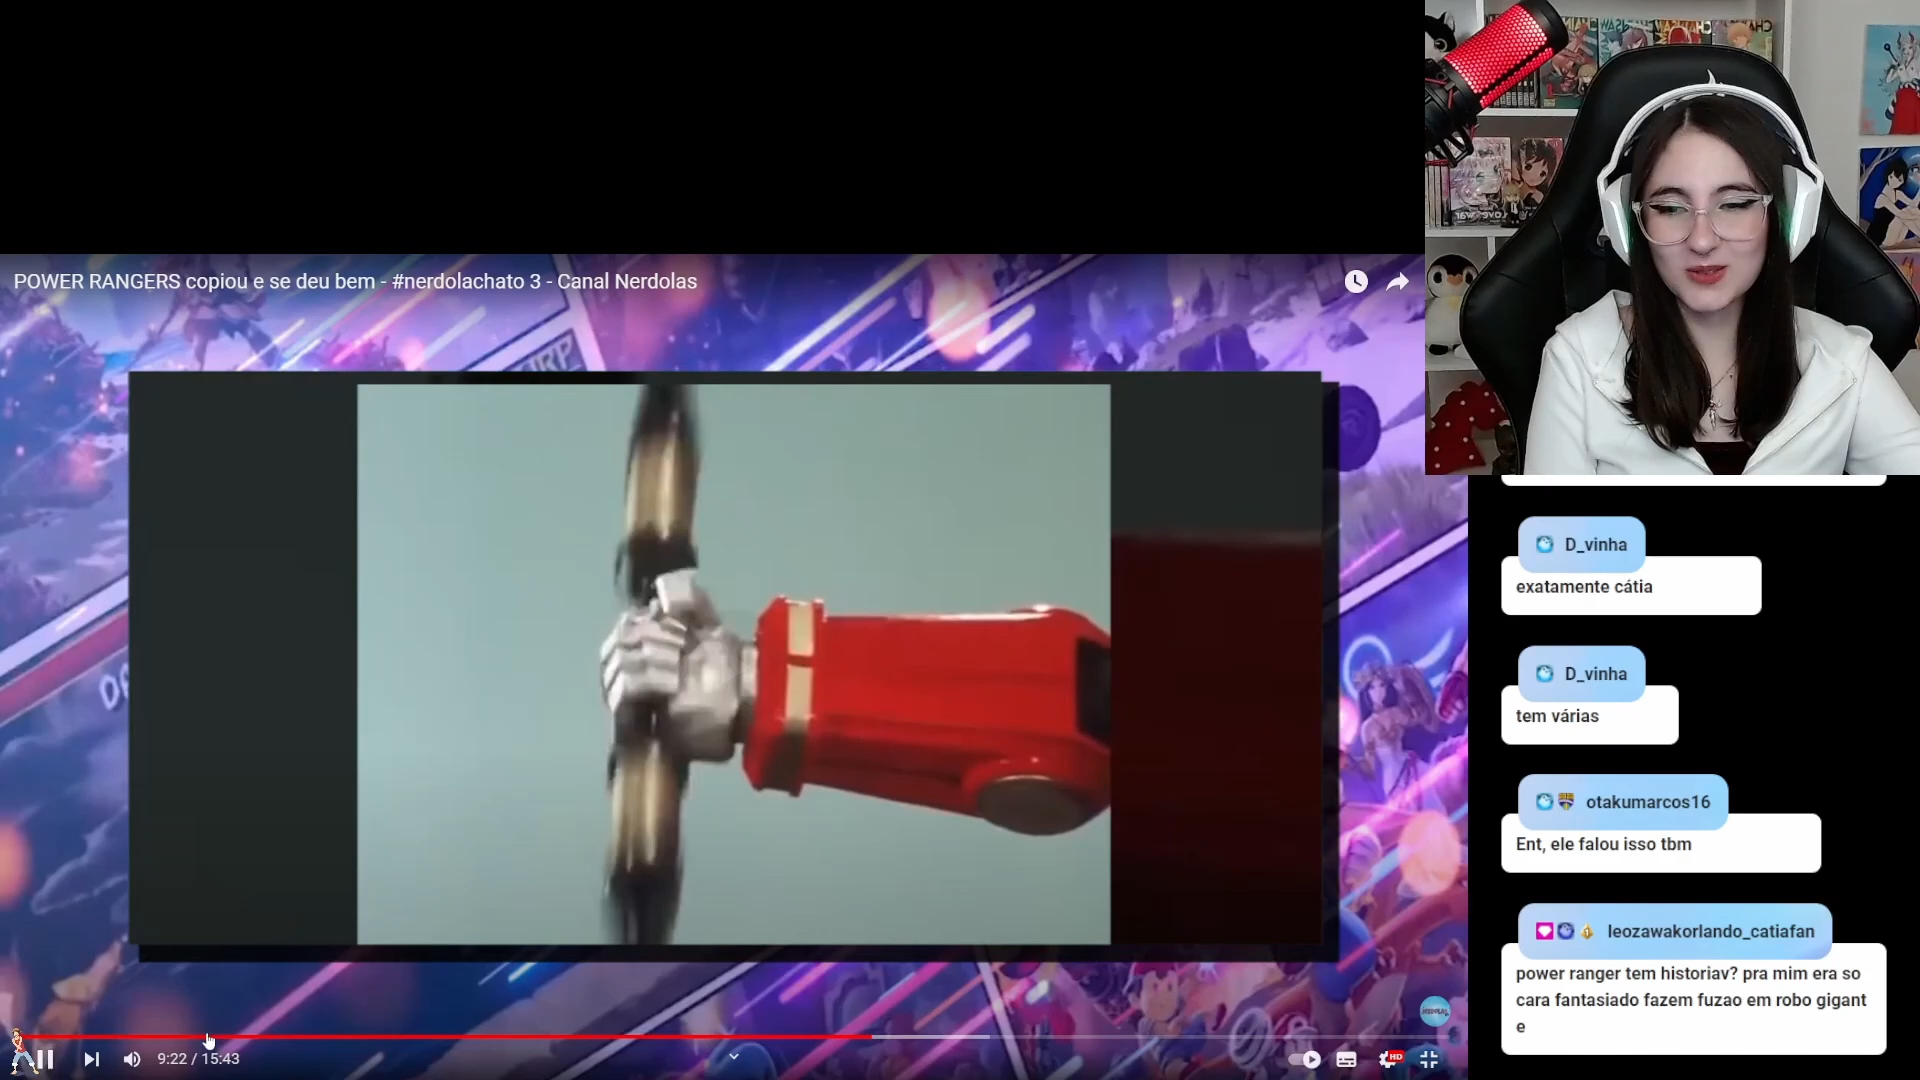 POWER RANGERS copiou e se deu bem - #nerdolachato 3 - Canal Nerdolas
D_vinha
exatamente cátia
D_vinha
tem várias
otakumarcos16
Ent, ele falou isso tbm
leozawakorlando_catiafan
power ranger tem historiav? pra mim era so
cara fantasiado fazem fuzao em robo gigant
e
9:22 / 15:43
HD